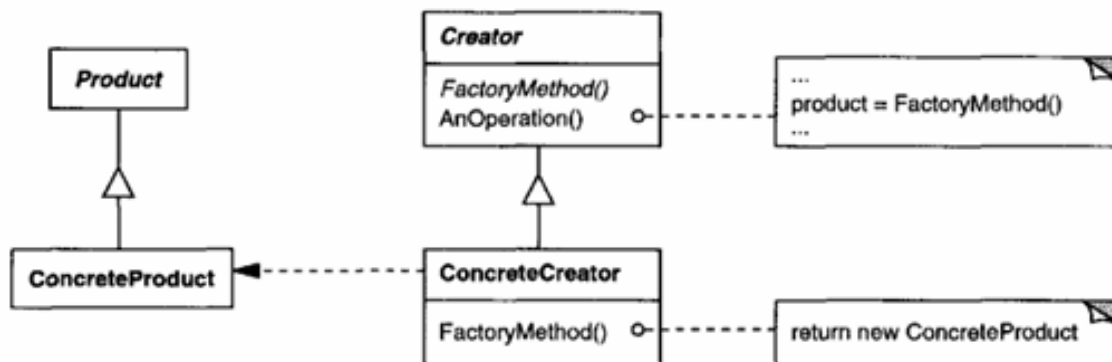 Product
Creator
FactoryMethod()
AnOperation()
...
product = FactoryMethod()
...
ConcreteProduct
ConcreteCreator
FactoryMethod()
return new ConcreteProduct